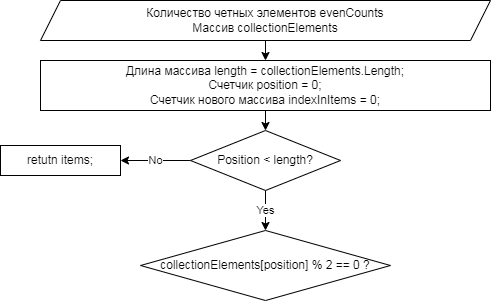 Количество четных элементов evenCounts
Массив collectionElements
Длина массива length = collectionElements.Length;
Счетчик position = 0;
Счетчик нового массива indexInItems = 0;
Position < length?
No
retutn items;
Yes
collectionElements[position] % 2 == 0 ?